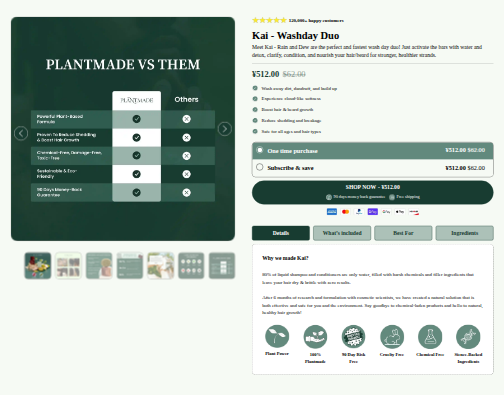 PLANTMADE VS THEM
PLANTMADE
Others
Powerful Plant-Based
Formula
Proven To Reduce Shedding
& Boost Hair Growth
Chemical-Free, Damage-Free,
Toxic-Free
Sustainable & Eco-
Friendly
90 Days Money-Back
Guarantee
120,000+ happy customers
Kai - Washday Duo
Meet Kai - Rain and Dew are the perfect and fastest wash day duo! Just activate the bars with water and
detox, clarify, condition, and nourish your hair/beard for stronger, healthier strands.
¥512.00 $62.00
Wash away dirt, dandruff, and build up
Experience cloud-like softness
Boost hair & beard growth
Reduce shedding and breakage
Safe for all ages and hair types
One time purchase
¥512.00 $62.00
Subscribe & save
¥512.00 $62.00
SHOP NOW - ¥512.00
90 days money back guarantee
Free shipping
Details
What's included
Best For
Ingredients
Why we made Kai?
80% of liquid shampoo and conditioners are only water, filled with harsh chemicals and filler ingredients that
leave your hair dry & brittle with zero results.
After 6 months of research and formulation with cosmetic scientists, we have created a natural solution that is
both effective and safe for you and the environment. Say goodbye to chemical-laden products and hello to natural,
healthy hair growth!
Plant Power
100%
Plantmade
90 Day Risk
Free
Cruelty Free
Chemical Free
Science-Backed
Ingredients